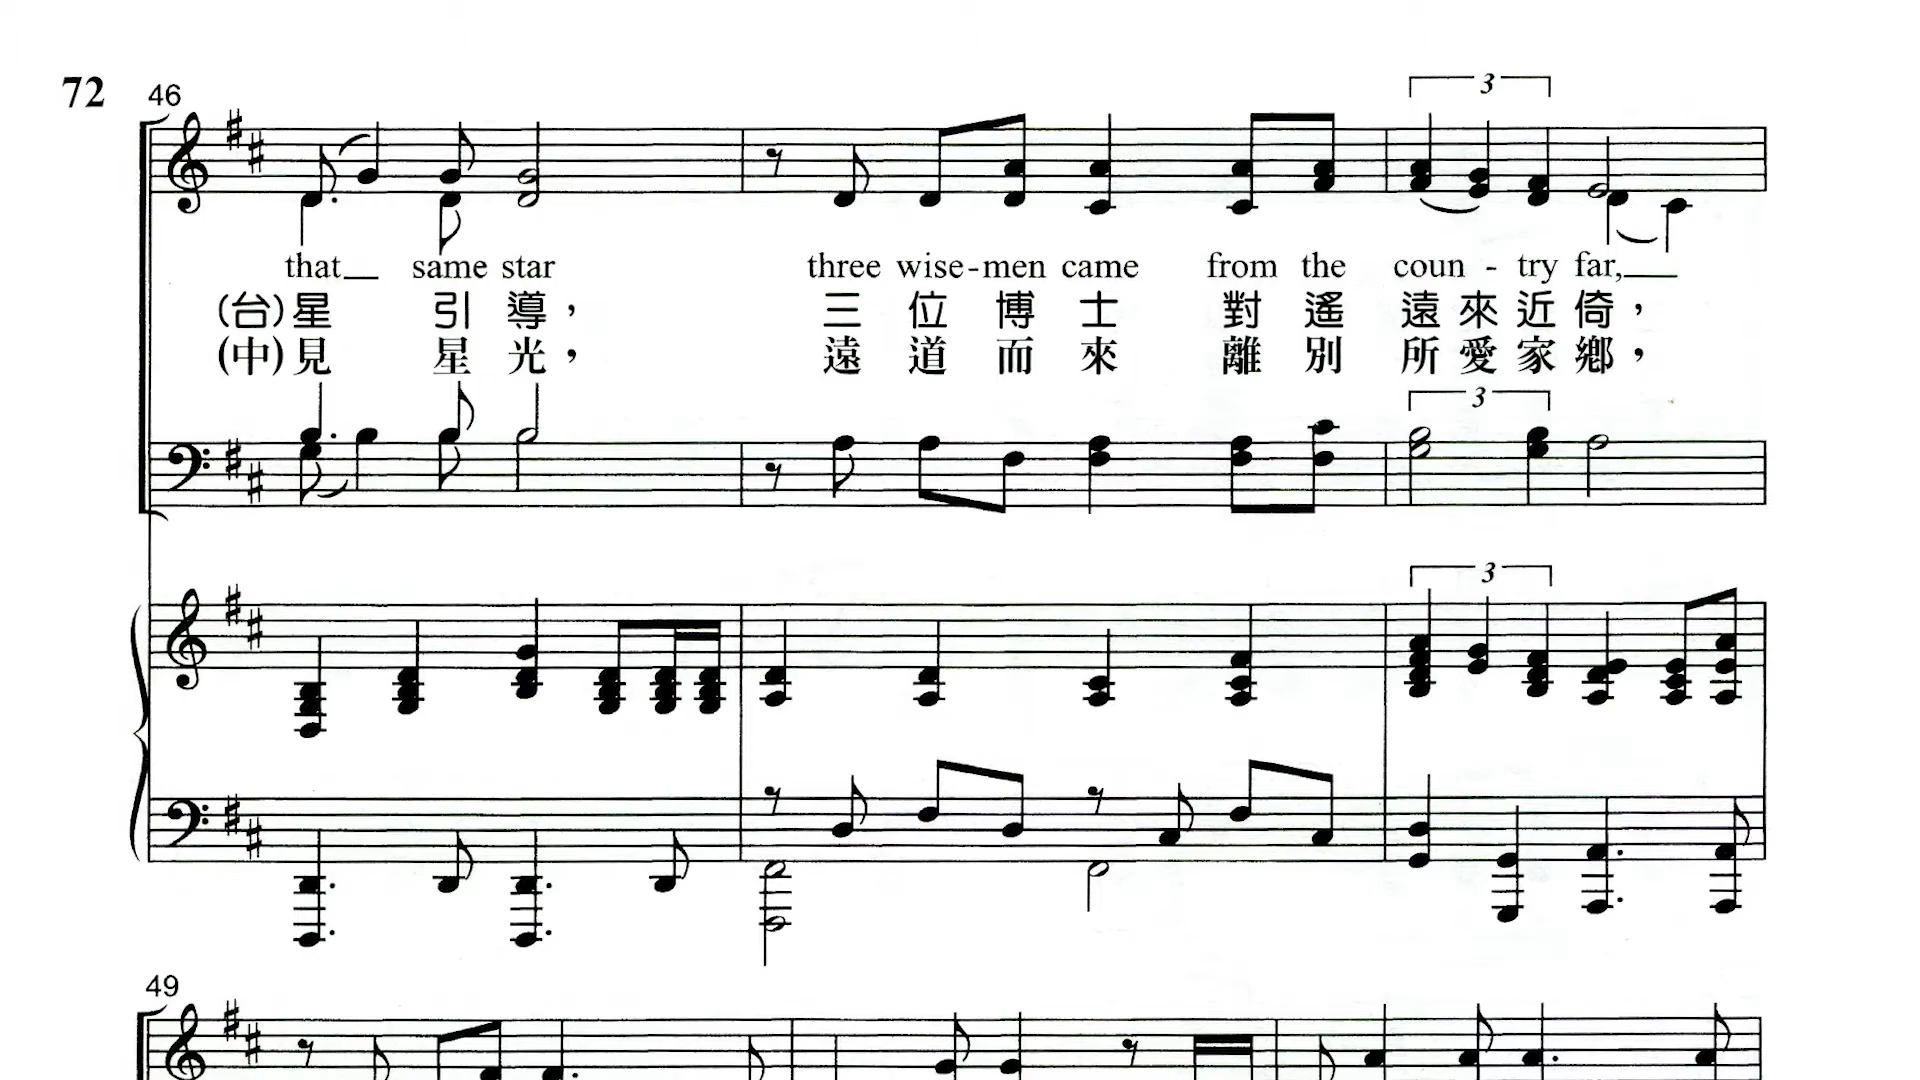 72
46
3
that same star three wise-men came from the coun - try far,
(台)星 引 導， 三 位 博 士 對 遙 遠 來 近 倚，
(中)見 星 光， 遠 道 而 來 離 別 所 愛 家 鄉，
3
3
49